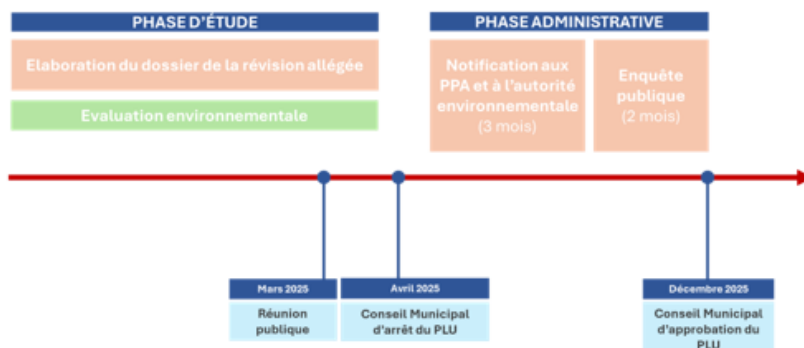 PHASE D'ÉTUDE
Elaboration du dossier de la révision allégée
Evaluation environnementale
PHASE ADMINISTRATIVE
Notification aux
PPA et à l'autorité
environnementale
(3 mois)
Enquête
publique
(2 mois)
Mars 2025
Réunion
publique
Avril 2025
Conseil Municipal
d'arrêt du PLU
Décembre 2025
Conseil Municipal
d'approbation du
PLU